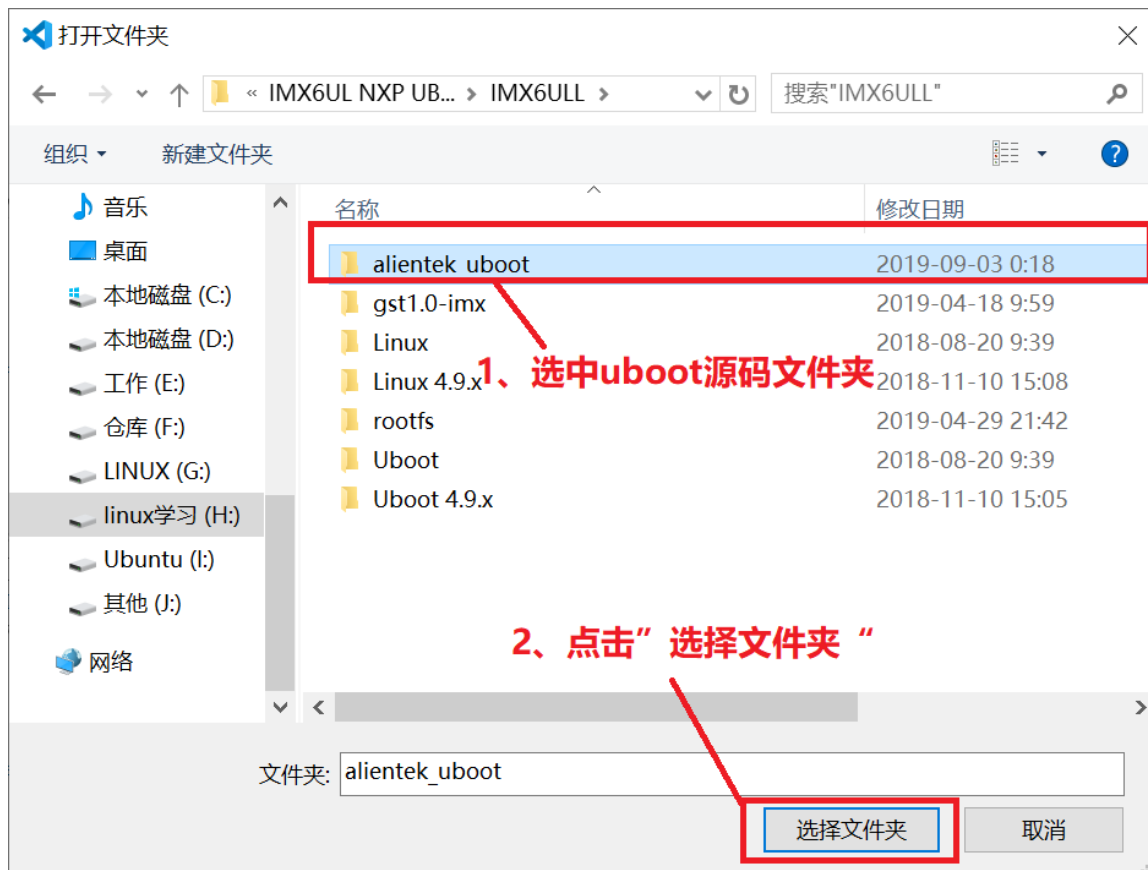 打开文件夹
« IMX6UL NXP UB... > IMX6ULL >
搜索"IMX6ULL"
组织
新建文件夹
?
音乐
桌面
本地磁盘 (C:)
本地磁盘 (D:)
工作 (E:)
仓库 (F:)
LINUX (G:)
linux学习 (H:)
Ubuntu (I:)
其他 (J:)
网络
名称 修改日期
alientek_uboot 2019-09-03 0:18
gst1.0-imx 2019-04-18 9:59
Linux 2018-08-20 9:39
Linux 4.9.x 2018-11-10 15:08
rootfs 2019-04-29 21:42
Uboot 2018-08-20 9:39
Uboot 4.9.x 2018-11-10 15:05
1、选中uboot源码文件夹
2、点击”选择文件夹“
文件夹: alientek_uboot
选择文件夹 取消